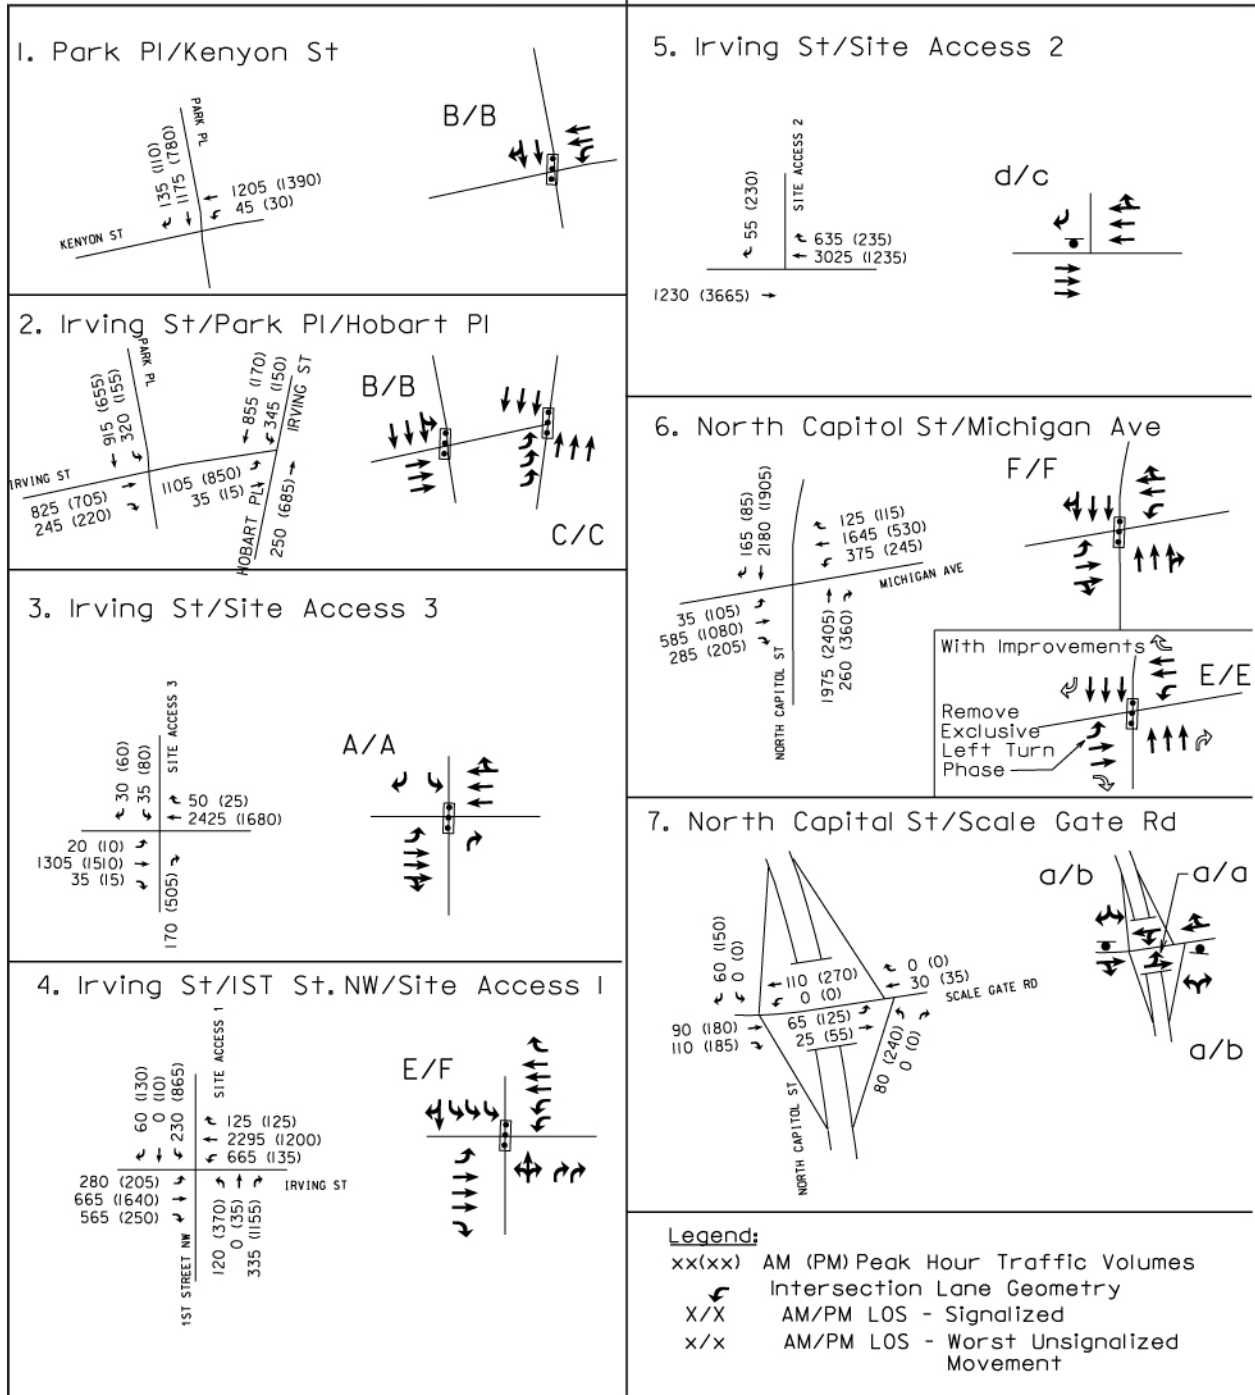 1. Park Pl/Kenyon St
PARK PL
135 (110)
1175 (780)
1205 (1390)
45 (30)
KENYON ST
B/B
2. Irving St/Park Pl/Hobart Pl
PARK PL
95 (655)
320 (155)
IRVING ST
825 (705)
245 (220)
1105 (850)
35 (15)
855 (170)
345 (150)
IRVING ST
HOBART PL
250 (685)
B/B
C/C
3. Irving St/Site Access 3
SITE ACCESS 3
30 (60)
35 (80)
50 (25)
2425 (1680)
20 (10)
1305 (1510)
35 (15)
170 (505)
A/A
4. Irving St/1ST St. NW/Site Access 1
SITE ACCESS 1
60 (130)
0 (10)
230 (865)
125 (125)
2295 (1200)
665 (135)
IRVING ST
280 (205)
665 (1640)
565 (250)
1ST STREET NW
120 (370)
0 (35)
335 (1155)
E/F
5. Irving St/Site Access 2
SITE ACCESS 2
55 (230)
635 (235)
3025 (1235)
1230 (3665)
d/c
6. North Capitol St/Michigan Ave
165 (85)
2180 (1905)
125 (115)
1645 (530)
375 (245)
MICHIGAN AVE
35 (105)
585 (1080)
285 (205)
NORTH CAPITOL ST
1975 (2405)
260 (360)
F/F
With Improvements
E/E
Remove
Exclusive
Left Turn
Phase
7. North Capital St/Scale Gate Rd
60 (150)
0 (0)
110 (270)
0 (0)
0 (0)
30 (35)
SCALE GATE RD
90 (180)
110 (185)
65 (125)
25 (55)
80 (240)
0 (0)
NORTH CAPITOL ST
a/b
a/a
a/b
Legend:
xx(xx) AM (PM) Peak Hour Traffic Volumes
Intersection Lane Geometry
X/X AM/PM LOS - Signalized
x/x AM/PM LOS - Worst Unsignalized
Movement